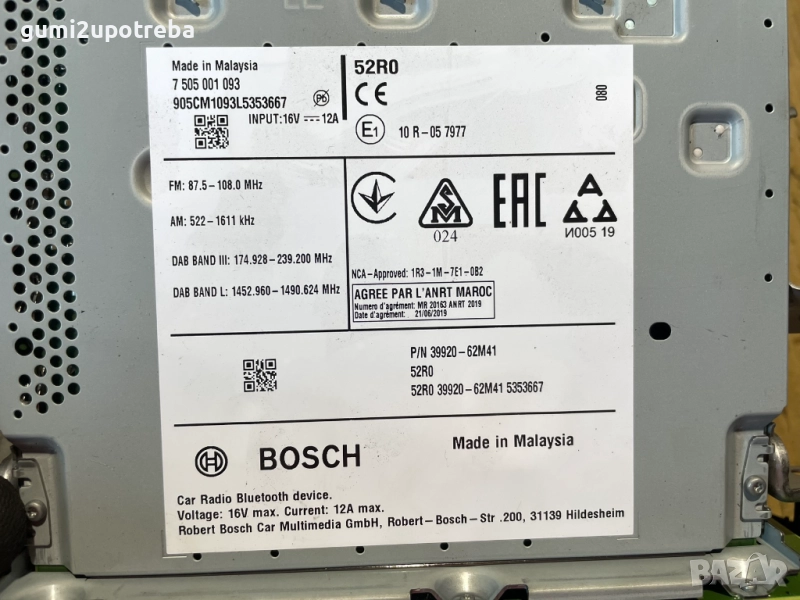 gumi2upotreba
Made in Malaysia
7 505 001 093
905CM1093L5353667
Pb
INPUT:16V 12A
52R0
CE
E1
10 R-05 7977
080
FM: 87.5-108.0 MHz
AM: 522-1611 kHz
DAB BAND III: 174.928-239.200 MHz
DAB BAND L: 1452.960-1490.624 MHz
024
EAC
И005 19
NCA-Approved: 1R3-1M-7E1-0B2
AGREE PAR L'ANRT MAROC
Numero d'agrément: MR 20163 ANRT 2019
Date d'agrément: 21/06/2019
P/N 39920-62M41
52R0
52R0 39920-62M41 5353667
BOSCH
Made in Malaysia
Car Radio Bluetooth device.
Voltage: 16V max. Current: 12A max.
Robert Bosch Car Multimedia GmbH, Robert-Bosch-Str .200, 31139 Hildesheim
BAZAR